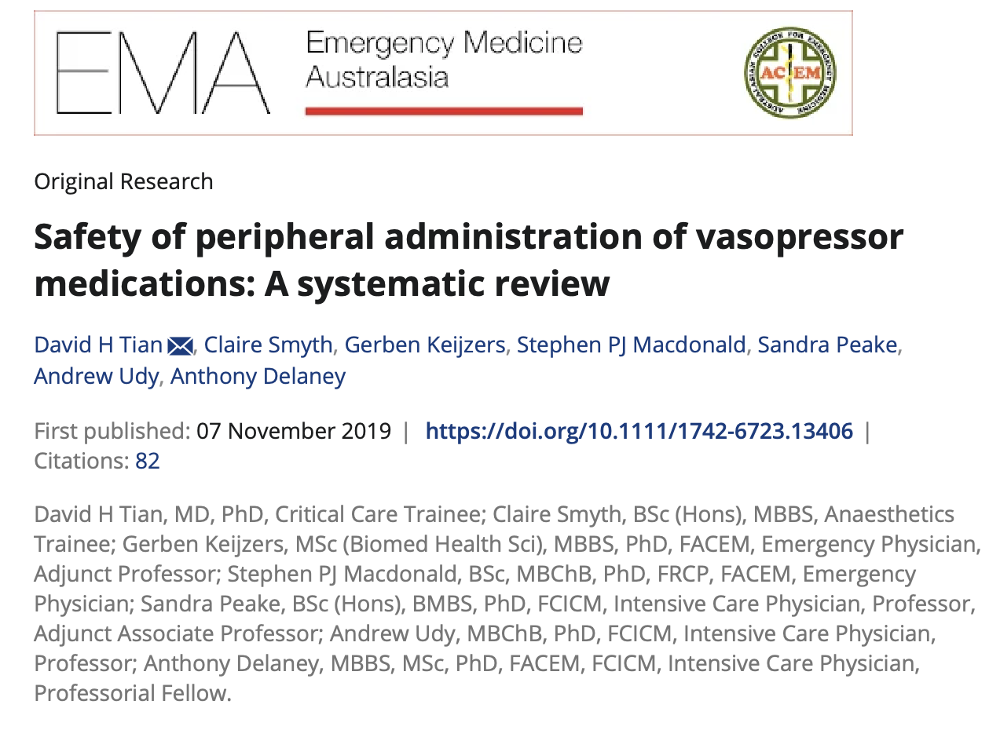 EMA
Emergency Medicine
Australasia
AUSTRALASIAN COLLEGE FOR EMERGENCY MEDICINE
ACEM
Original Research
Safety of peripheral administration of vasopressor
medications: A systematic review
David H Tian, Claire Smyth, Gerben Keijzers, Stephen PJ Macdonald, Sandra Peake,
Andrew Udy, Anthony Delaney
First published: 07 November 2019 | https://doi.org/10.1111/1742-6723.13406 |
Citations: 82
David H Tian, MD, PhD, Critical Care Trainee; Claire Smyth, BSc (Hons), MBBS, Anaesthetics
Trainee; Gerben Keijzers, MSc (Biomed Health Sci), MBBS, PhD, FACEM, Emergency Physician,
Adjunct Professor; Stephen PJ Macdonald, BSc, MBChB, PhD, FRCP, FACEM, Emergency
Physician; Sandra Peake, BSc (Hons), BMBS, PhD, FCICM, Intensive Care Physician, Professor,
Adjunct Associate Professor; Andrew Udy, MBChB, PhD, FCICM, Intensive Care Physician,
Professor; Anthony Delaney, MBBS, MSc, PhD, FACEM, FCICM, Intensive Care Physician,
Professorial Fellow.